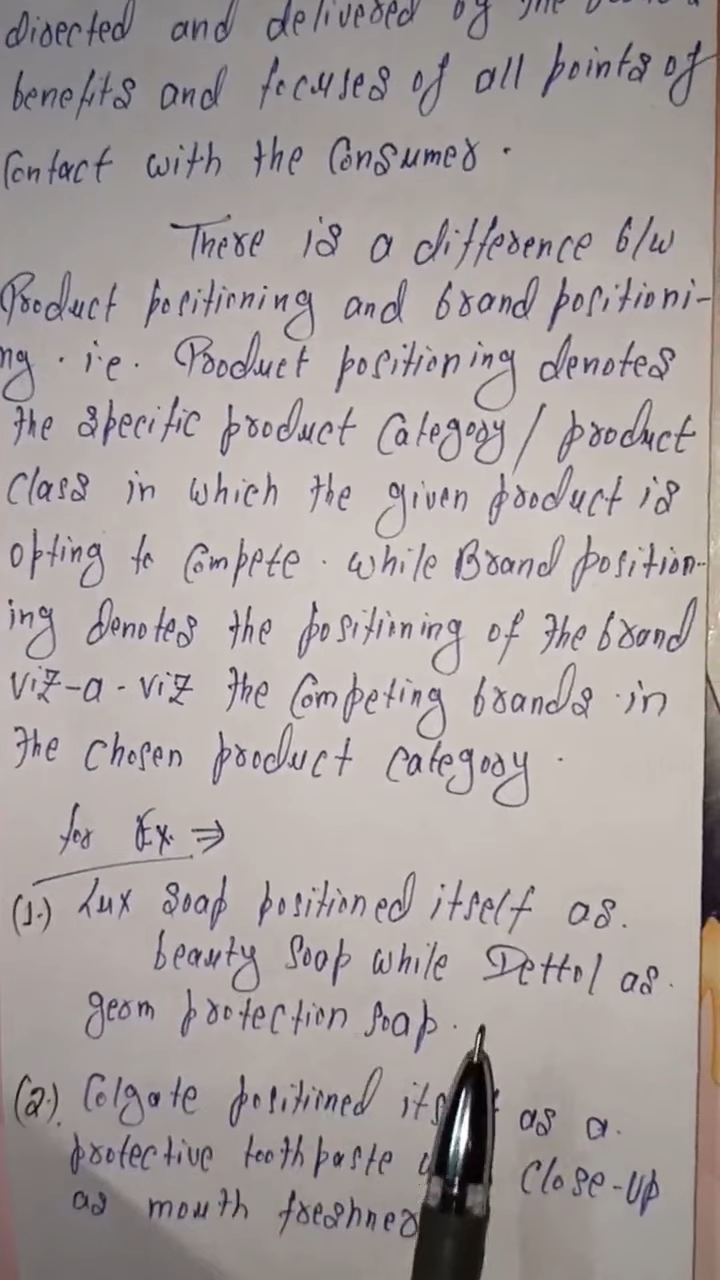 directed and delivered by the
benefits and focuses of all points of
Contact with the Consumer.
There is a difference b/w
Product positioning and brand positioni-
ng. i.e. Product positioning denotes
the specific product Category / product
Class in which the given product is
opting to Compete. while Brand position-
ing denotes the positioning of the brand
viz-a-viz the Competing brands in
the chosen product category.
for Ex. ⇒
(1.) Lux Soap positioned itself as.
beauty Soap while Dettol as.
germ protection soap.
(2.) Colgate positioned as a.
protective tooth paste Close-Up
as mouth freshner